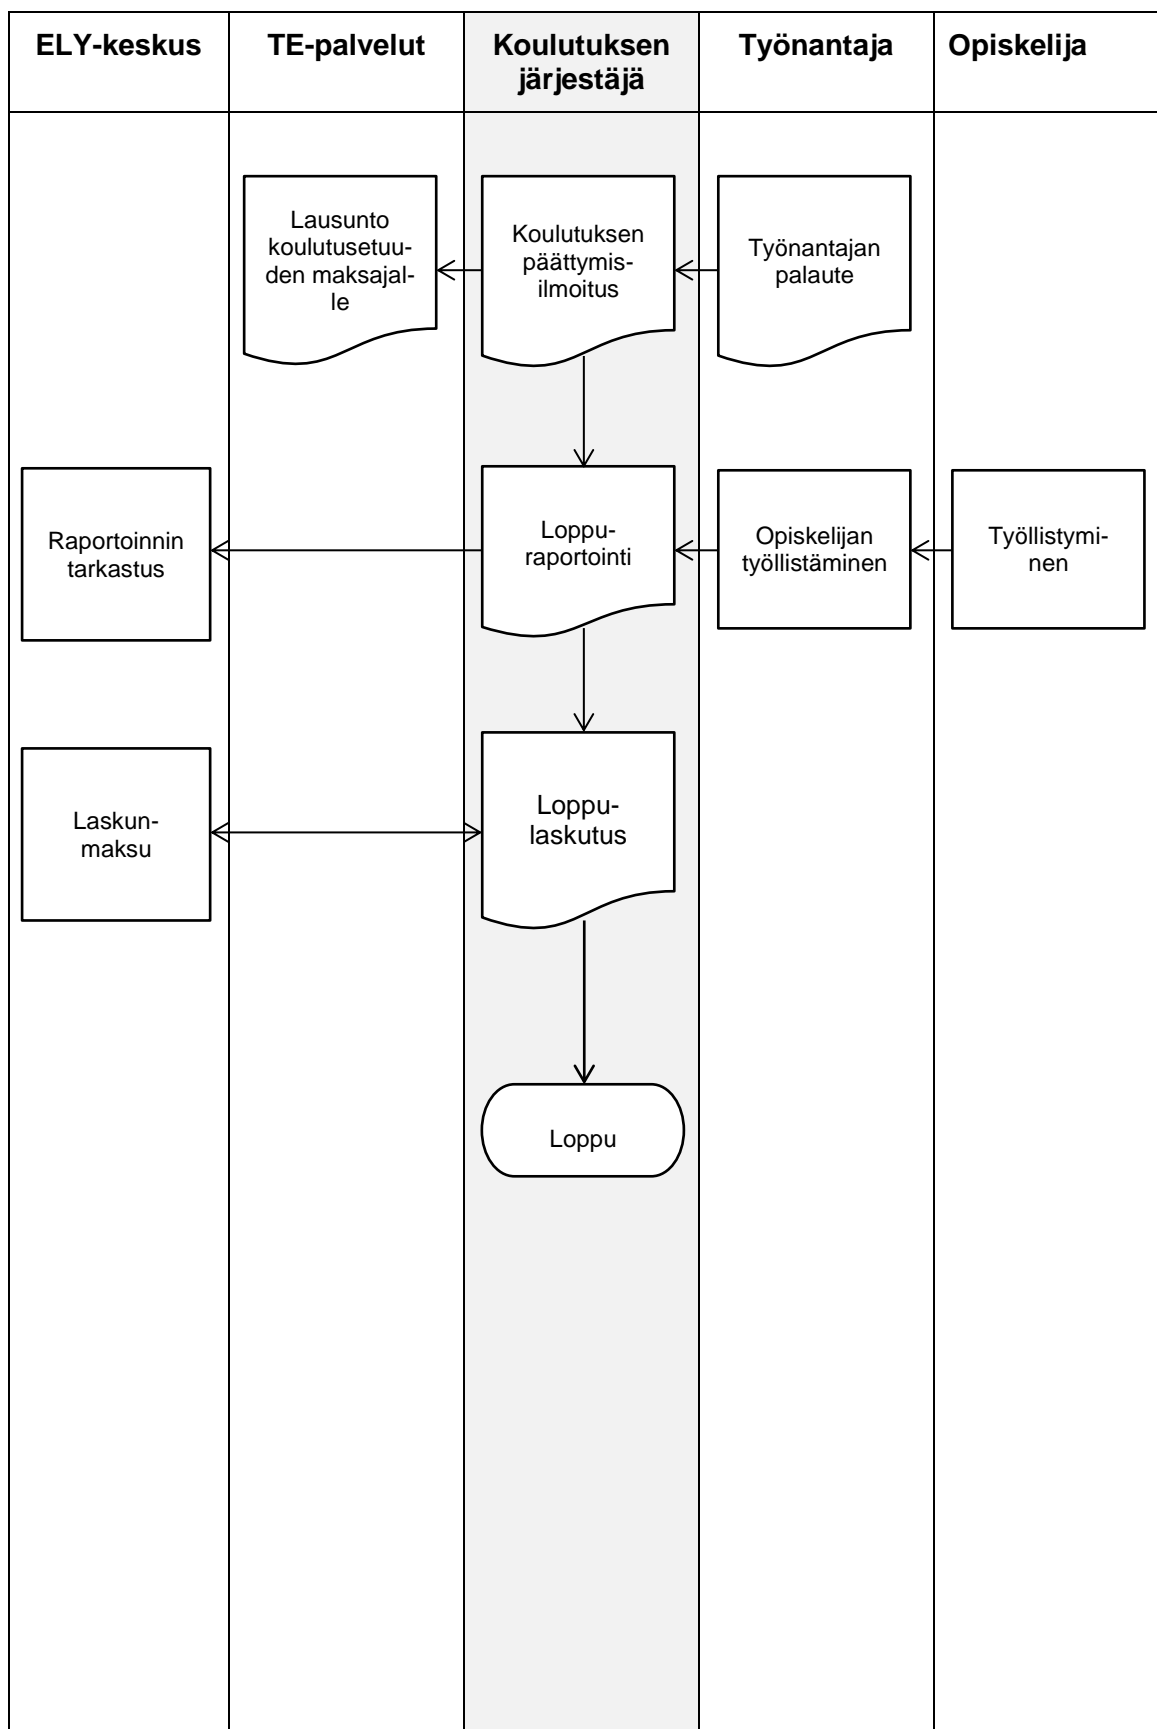 ELY-keskus
TE-palvelut
Koulutuksen
järjestäjä
Työnantaja
Opiskelija
Lausunto
koulutusetuu-
den maksajal-
le
Koulutuksen
päättymis-
ilmoitus
Työnantajan
palaute
Raportoinnin
tarkastus
Loppu-
raportointi
Opiskelijan
työllistäminen
Työllistymi-
nen
Laskun-
maksu
Loppu-
laskutus
Loppu